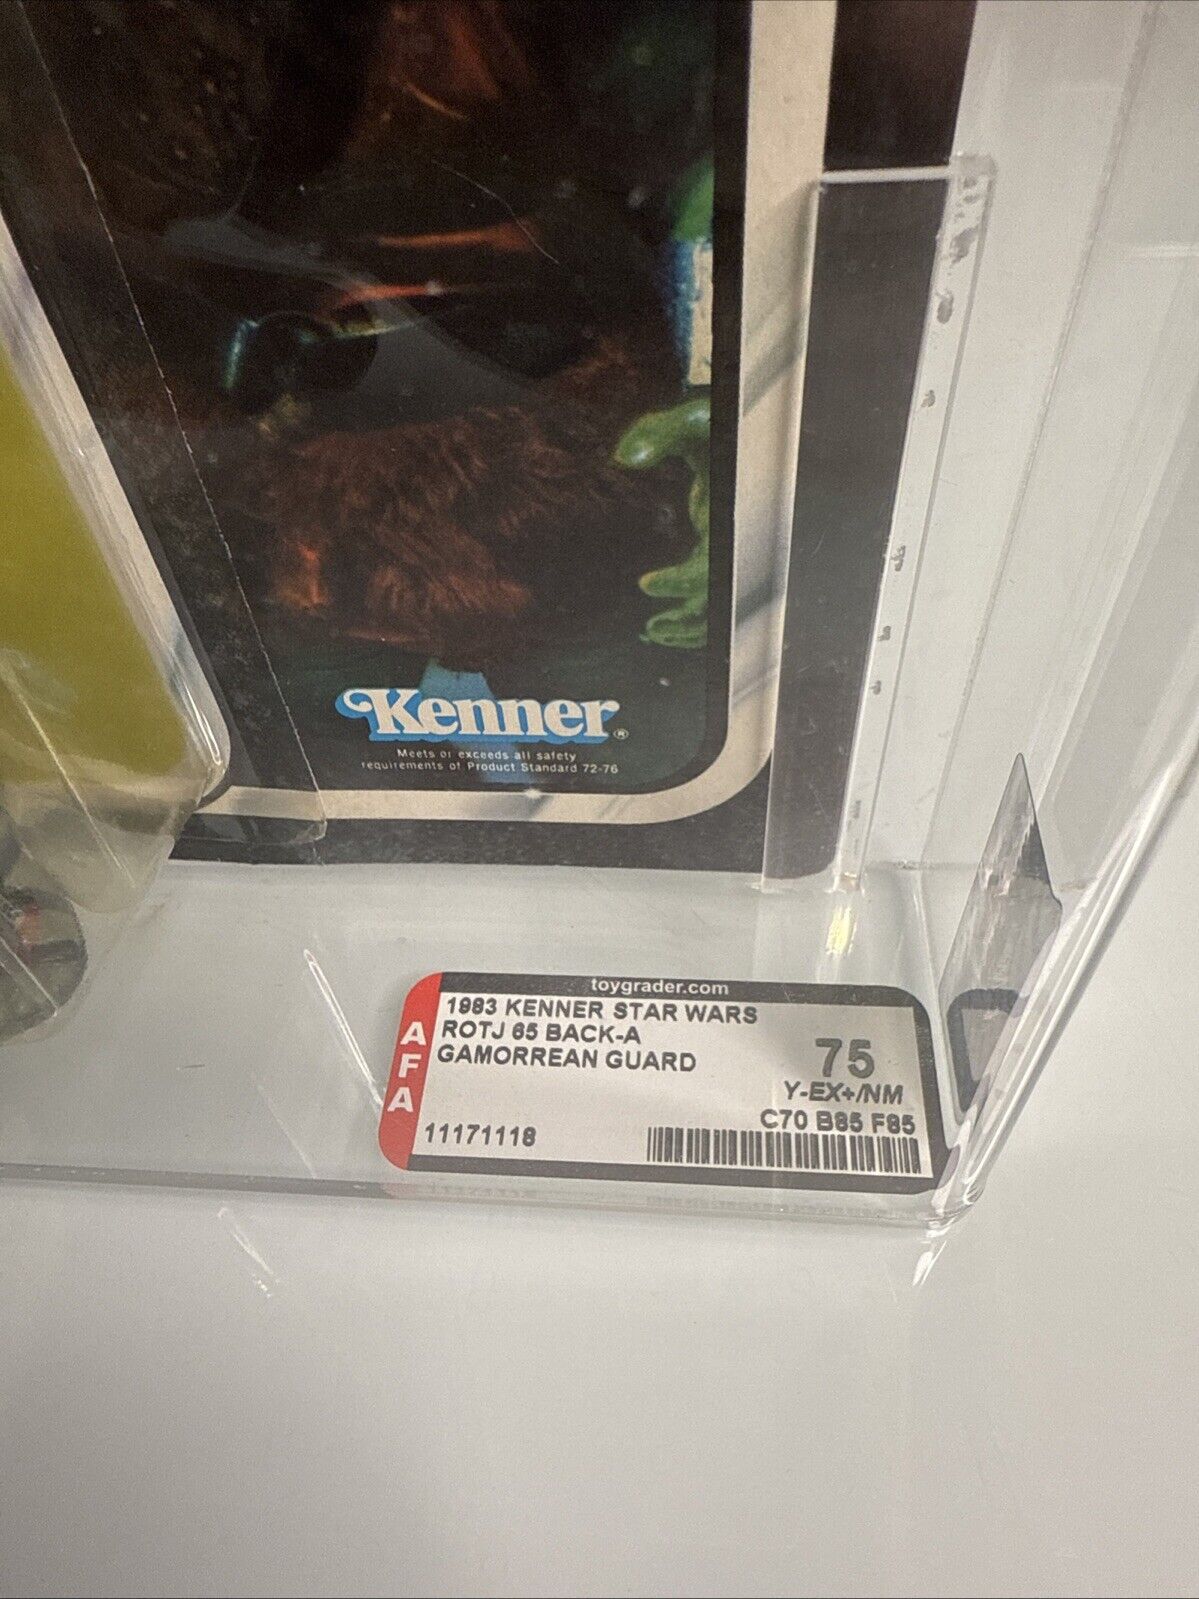 Kenner®
Meets or exceeds all safety
requirements of Product Standard 72-76
toygrader.com
AFA
1983 KENNER STAR WARS
ROTJ 65 BACK-A
GAMORREAN GUARD
75
Y-EX+/NM
C70 B85 F85
11171118